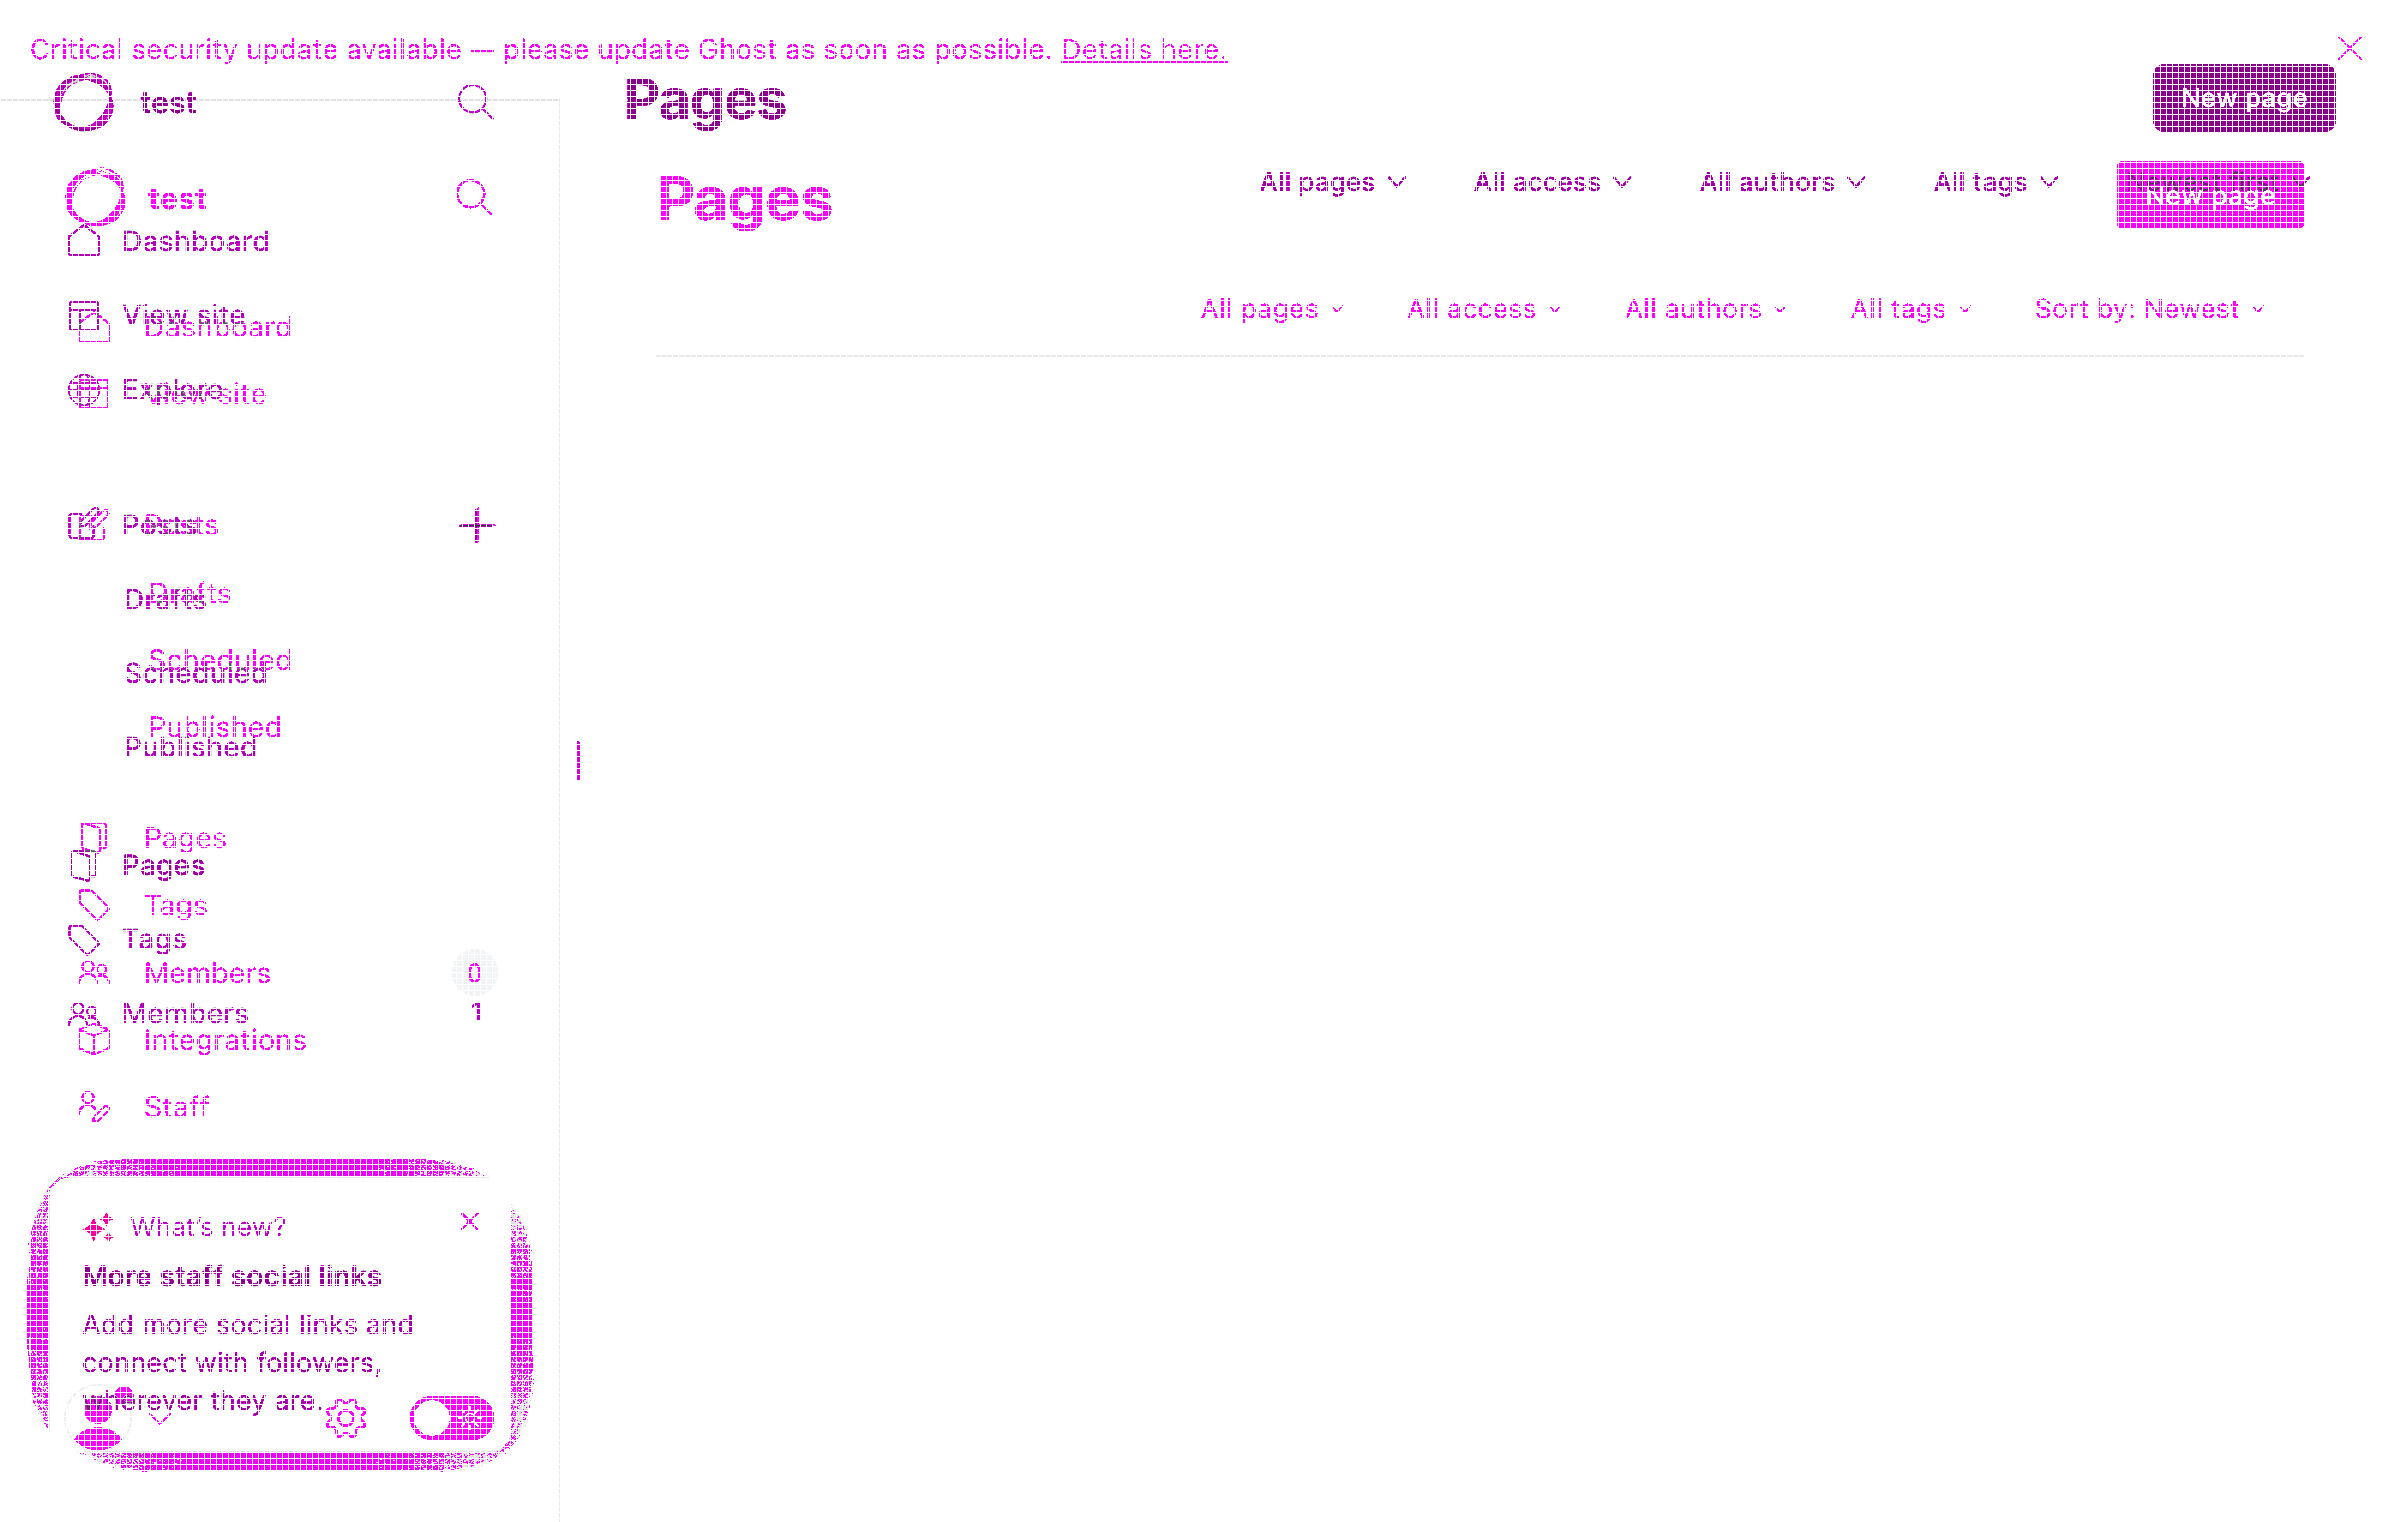 Critical security update available — please update Ghost as soon as possible. Details here.
test
Pages
New page
test
Pages
All pages
All access
All authors
All tags
New page
Dashboard
View site
Dashboard
All pages
All access
All authors
All tags
Sort by: Newest
Explore
View site
Posts
Posts
Drafts
Drafts
Scheduled
Scheduled
Published
Published
Pages
Pages
Tags
Tags
Members
0
Members
1
Integrations
Staff
What's new?
More staff social links
Add more social links and
connect with followers,
wherever they are.